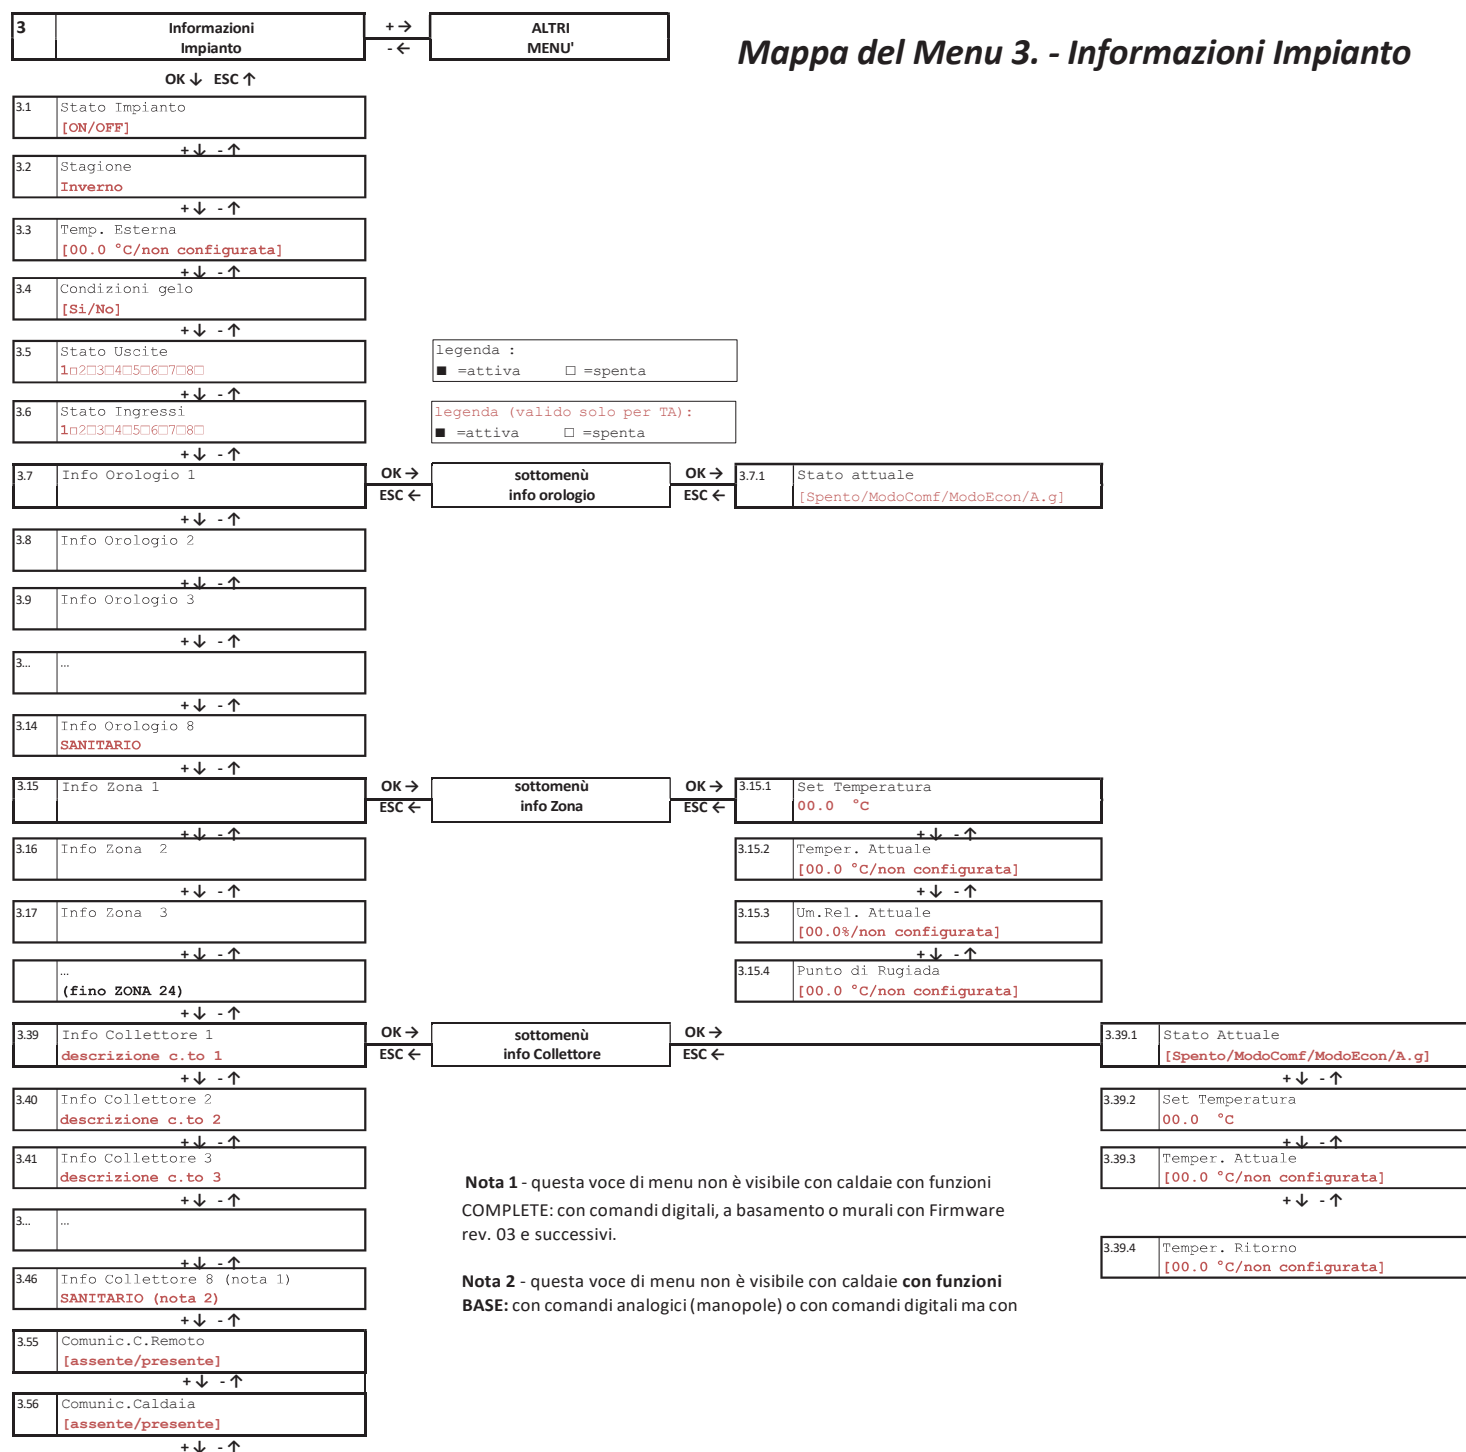 3 Informazioni + → ALTRI
Impianto - ← MENU'
Mappa del Menu 3. - Informazioni Impianto
OK ↓ ESC ↑
3.1 Stato Impianto
[ON/OFF]
+ ↓ - ↑
3.2 Stagione
Inverno
+ ↓ - ↑
3.3 Temp. Esterna
[00.0 °C/non configurata]
+ ↓ - ↑
3.4 Condizioni gelo
[Si/No]
+ ↓ - ↑
3.5 Stato Uscite
1□2□3□4□5□6□7□8□
legenda :
■ =attiva □ =spenta
+ ↓ - ↑
3.6 Stato Ingressi
1□2□3□4□5□6□7□8□
legenda (valido solo per TA):
■ =attiva □ =spenta
+ ↓ - ↑
3.7 Info Orologio 1 OK → sottomenù OK → 3.7.1 Stato attuale
ESC ← info orologio ESC ← [Spento/ModoComf/ModoEcon/A.g]
+ ↓ - ↑
3.8 Info Orologio 2
+ ↓ - ↑
3.9 Info Orologio 3
+ ↓ - ↑
3... ...
+ ↓ - ↑
3.14 Info Orologio 8
SANITARIO
+ ↓ - ↑
3.15 Info Zona 1 OK → sottomenù OK → 3.15.1 Set Temperatura
ESC ← info Zona ESC ← 00.0 °C
+ ↓ - ↑ + ↓ - ↑
3.16 Info Zona 2 3.15.2 Temper. Attuale
[00.0 °C/non configurata]
+ ↓ - ↑ + ↓ - ↑
3.17 Info Zona 3 3.15.3 Um.Rel. Attuale
[00.0%/non configurata]
+ ↓ - ↑ + ↓ - ↑
... 3.15.4 Punto di Rugiada
(fino ZONA 24) [00.0 °C/non configurata]
+ ↓ - ↑
3.39 Info Collettore 1 OK → sottomenù OK → 3.39.1 Stato Attuale
descrizione c.to 1 ESC ← info Collettore ESC ← [Spento/ModoComf/ModoEcon/A.g]
+ ↓ - ↑ + ↓ - ↑
3.40 Info Collettore 2 3.39.2 Set Temperatura
descrizione c.to 2 00.0 °C
+ ↓ - ↑ + ↓ - ↑
3.41 Info Collettore 3 3.39.3 Temper. Attuale
descrizione c.to 3 [00.0 °C/non configurata]
+ ↓ - ↑ + ↓ - ↑
3... ...
+ ↓ - ↑
3.39.4 Temper. Ritorno
[00.0 °C/non configurata]
Nota 1 - questa voce di menu non è visibile con caldaie con funzioni
COMPLETE: con comandi digitali, a basamento o murali con Firmware
rev. 03 e successivi.
Nota 2 - questa voce di menu non è visibile con caldaie con funzioni
BASE: con comandi analogici (manopole) o con comandi digitali ma con
3.46 Info Collettore 8 (nota 1)
SANITARIO (nota 2)
+ ↓ - ↑
3.55 Comunic.C.Remoto
[assente/presente]
+ ↓ - ↑
3.56 Comunic.Caldaia
[assente/presente]
+ ↓ - ↑